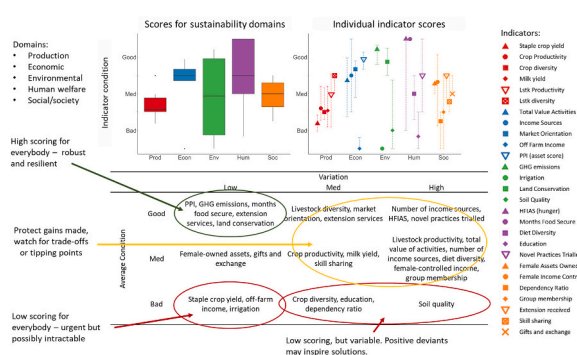 Scores for sustainability domains
Individual indicator scores
Domains:
• Production
• Economic
• Environmental
• Human welfare
• Social/society
Indicator condition
Good
Med
Bad
Prod
Econ
Env
Hum
Soc
Good
Med
Bad
Prod
Econ
Env
Hum
Soc
Indicators:
Staple crop yield
Crop Productivity
Crop diversity
Milk yield
Lstk Productivity
Lstk diversity
Total Value Activities
Income Sources
Market Orientation
Off Farm Income
PPI (asset score)
GHG emissions
Irrigation
Land Conservation
Soil Quality
HFIAS (hunger)
Months Food Secure
Diet Diversity
Education
Novel Practices Trialled
Female Assets Owned
Female Income Contr
Dependency Ratio
Group membership
Extension received
Skill sharing
Gifts and exchange
High scoring for
everybody – robust
and resilient
Protect gains made,
watch for trade-offs
or tipping points
Low scoring for
everybody – urgent but
possibly intractable
Variation
Low
Med
High
Average Condition
Good
PPI, GHG emissions, months
food secure, extension
services, land conservation
Livestock diversity, market
orientation, extension services
Number of income sources,
HFIAS, novel practices trialled
Med
Female-owned assets, gifts and
exchange
Crop productivity, milk yield,
skill sharing
Livestock productivity, total
value of activities, number of
income sources, diet diversity,
female-controlled income,
group membership
Bad
Staple crop yield, off-farm
income, irrigation
Crop diversity, education,
dependency ratio
Soil quality
Low scoring, but variable. Positive deviants
may inspire solutions.